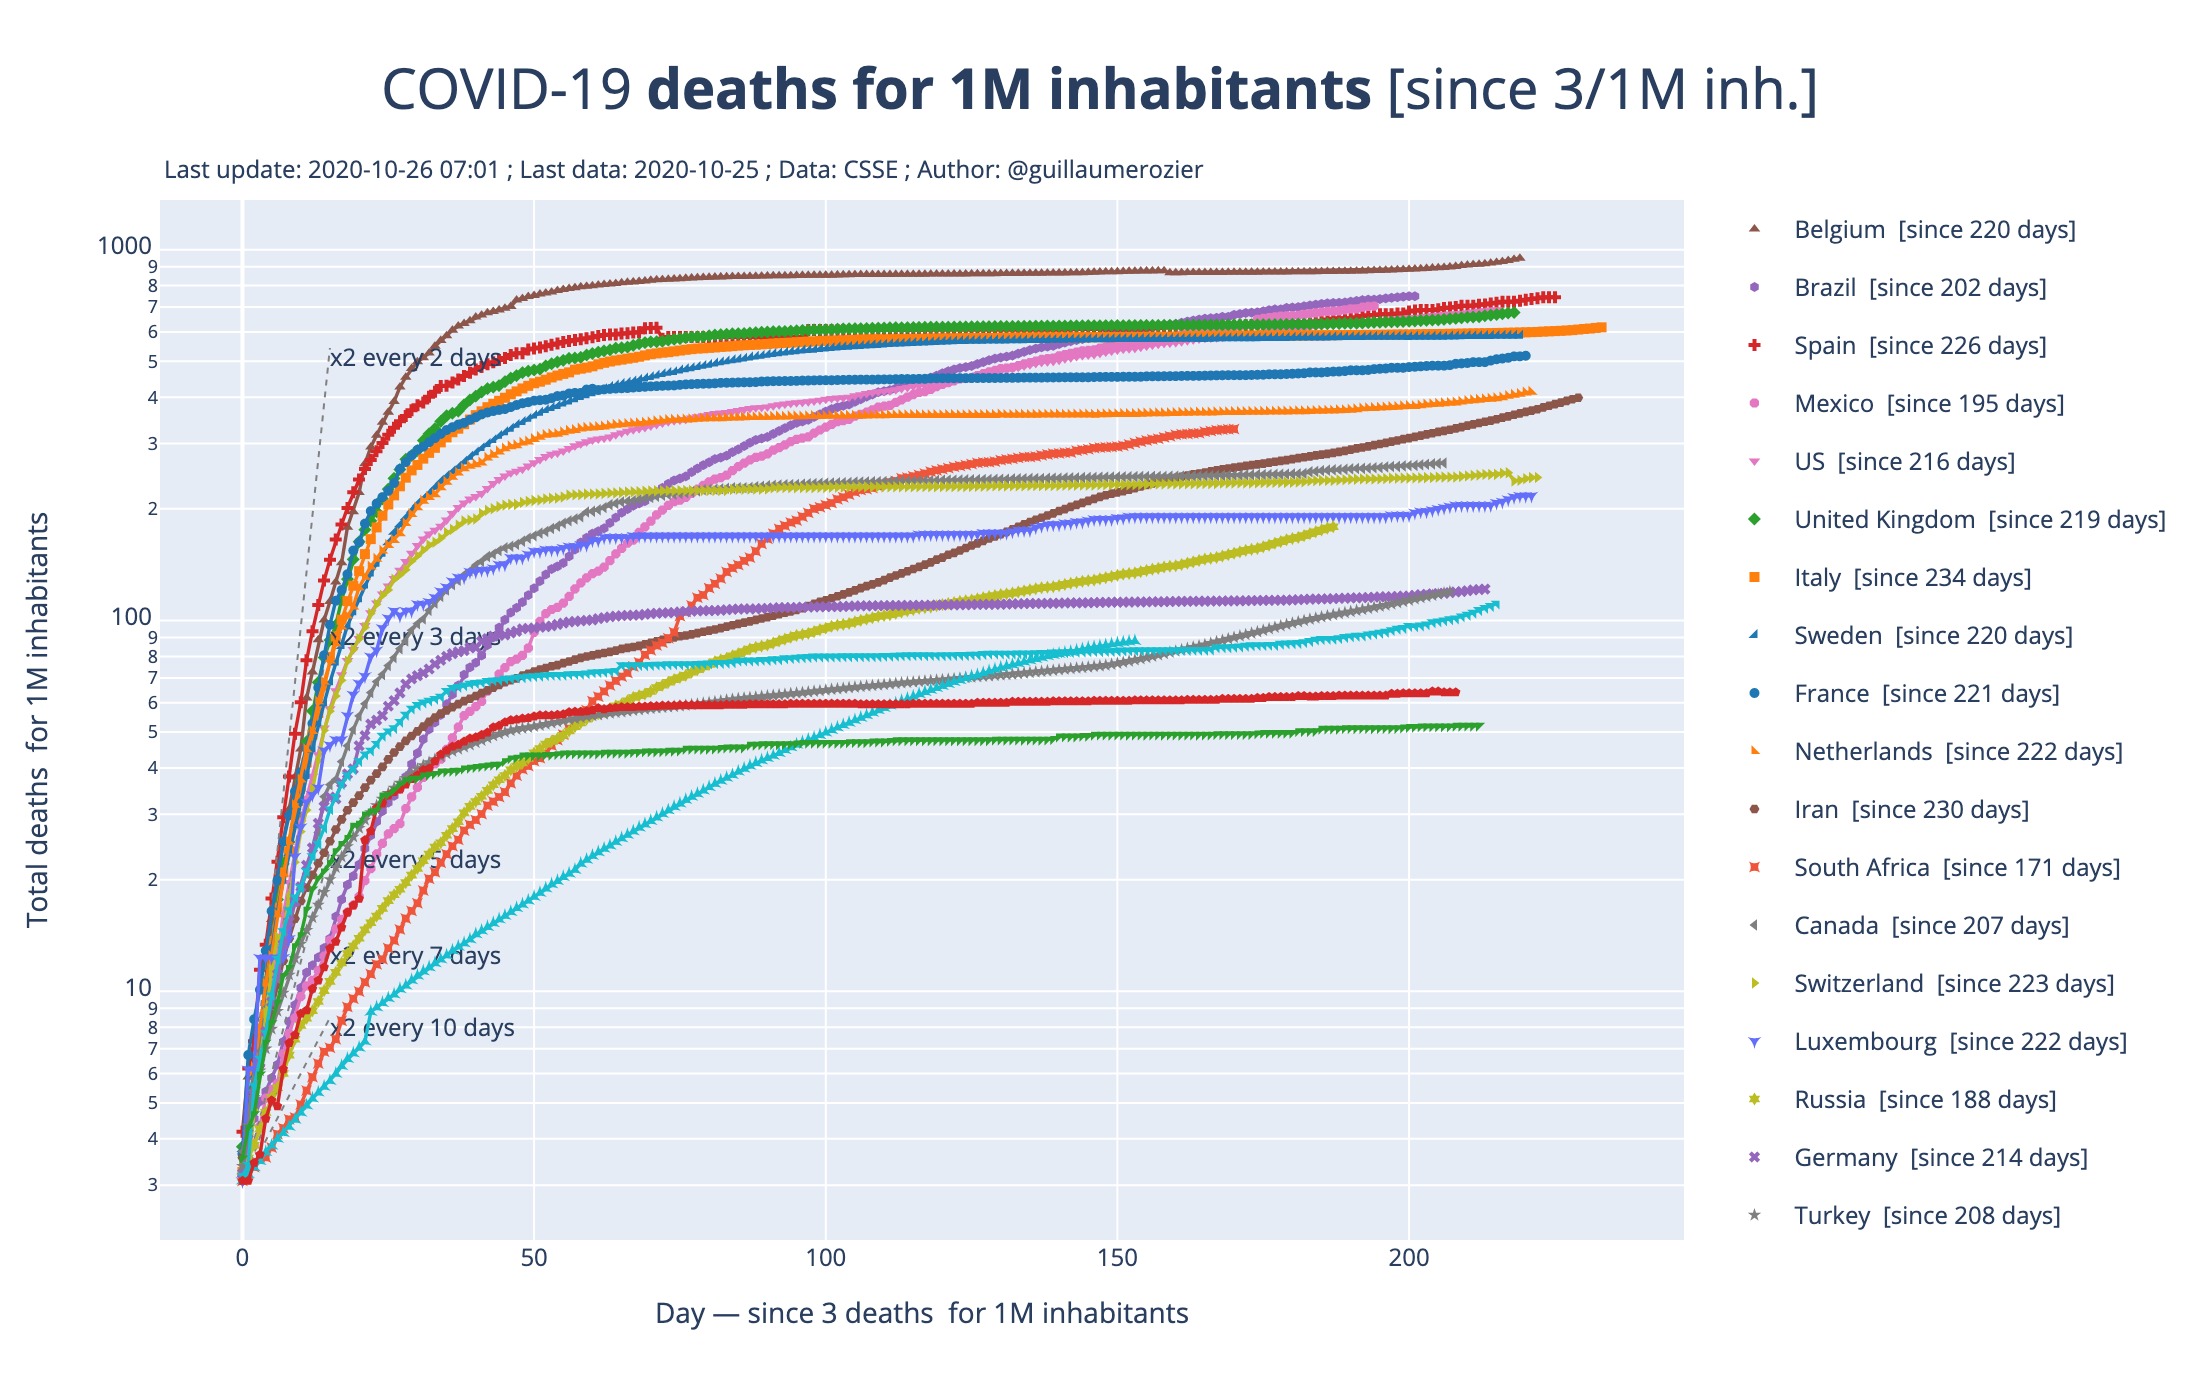 COVID-19 deaths for 1M inhabitants [since 3/1M inh.]
Last update: 2020-10-26 07:01 ; Last data: 2020-10-25 ; Data: CSSE ; Author: @guillaumerozier
Total deaths for 1M inhabitants
1000
9
8
7
6
5
4
3
2
100
9
8
7
6
5
4
3
2
10
9
8
7
6
5
4
3
x2 every 2 days
x2 every 3 days
x2 every 5 days
x2 every 7 days
x2 every 10 days
0
50
100
150
200
Day — since 3 deaths for 1M inhabitants
Belgium [since 220 days]
Brazil [since 202 days]
Spain [since 226 days]
Mexico [since 195 days]
US [since 216 days]
United Kingdom [since 219 days]
Italy [since 234 days]
Sweden [since 220 days]
France [since 221 days]
Netherlands [since 222 days]
Iran [since 230 days]
South Africa [since 171 days]
Canada [since 207 days]
Switzerland [since 223 days]
Luxembourg [since 222 days]
Russia [since 188 days]
Germany [since 214 days]
Turkey [since 208 days]